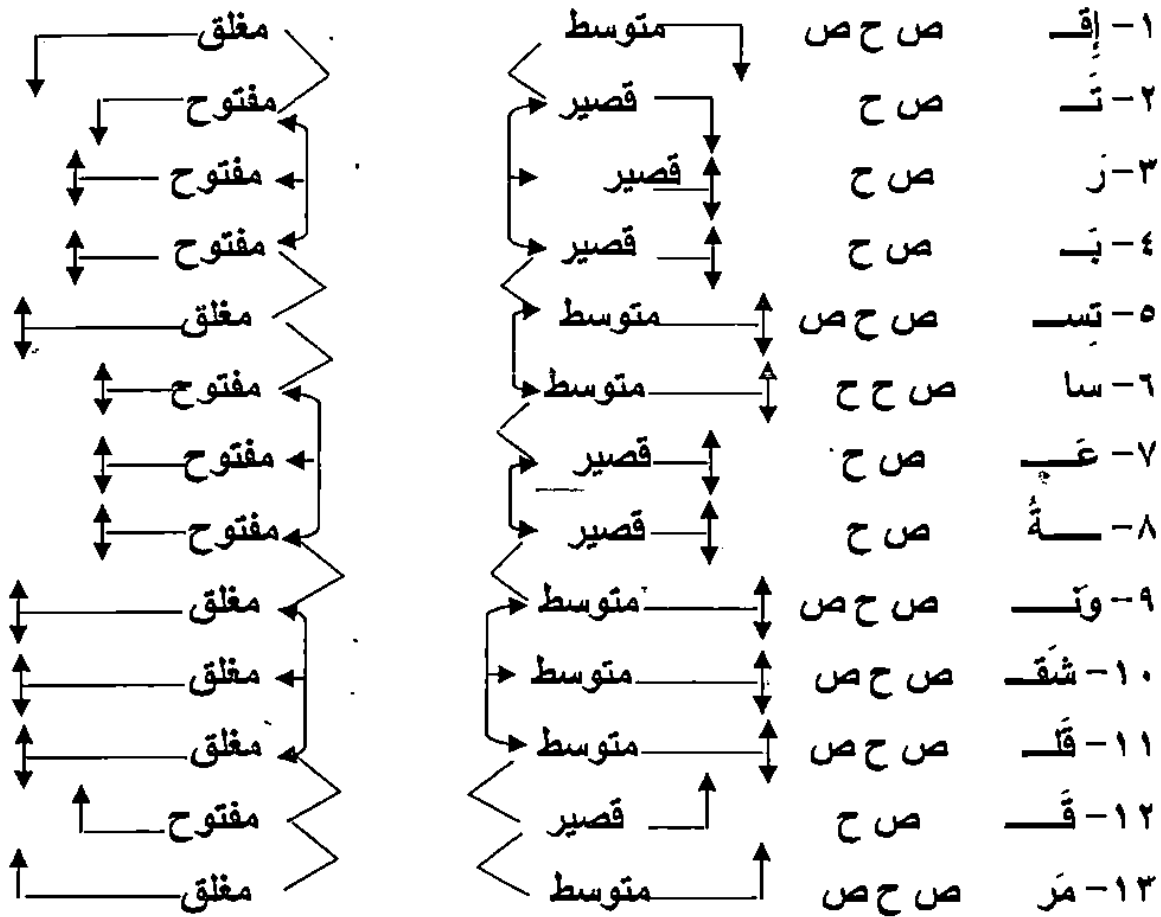 ١- إِقـ ص ح ص متوسط مغلق
٢- تَـ ص ح قصير مفتوح
٣- رَ ص ح قصير مفتوح
٤- بَـ ص ح قصير مفتوح
٥- تِسـ ص ح ص متوسط مغلق
٦- سا ص ح ح متوسط مفتوح
٧- عَـ ص ح قصير مفتوح
٨- ـةُ ص ح قصير مفتوح
٩- وَنـ ص ح ص متوسط مغلق
١٠- شَقـ ص ح ص متوسط مغلق
١١- قَلـ ص ح ص متوسط مغلق
١٢- قَـ ص ح قصير مفتوح
١٣- مَر ص ح ص متوسط مغلق